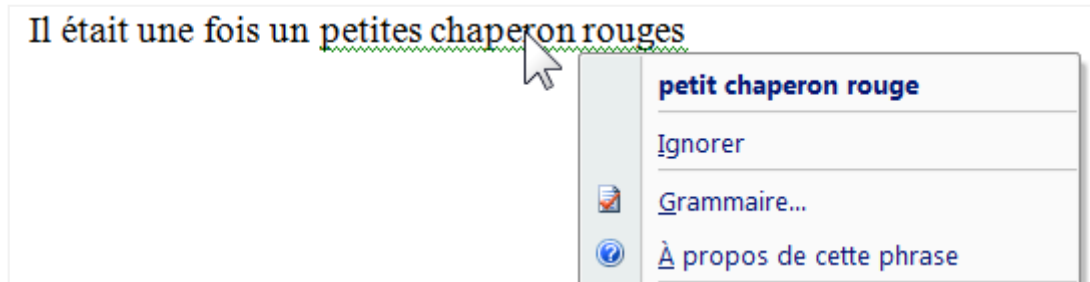 Il était une fois un petites chaperon rouges
petit chaperon rouge
Ignorer
Grammaire...
À propos de cette phrase